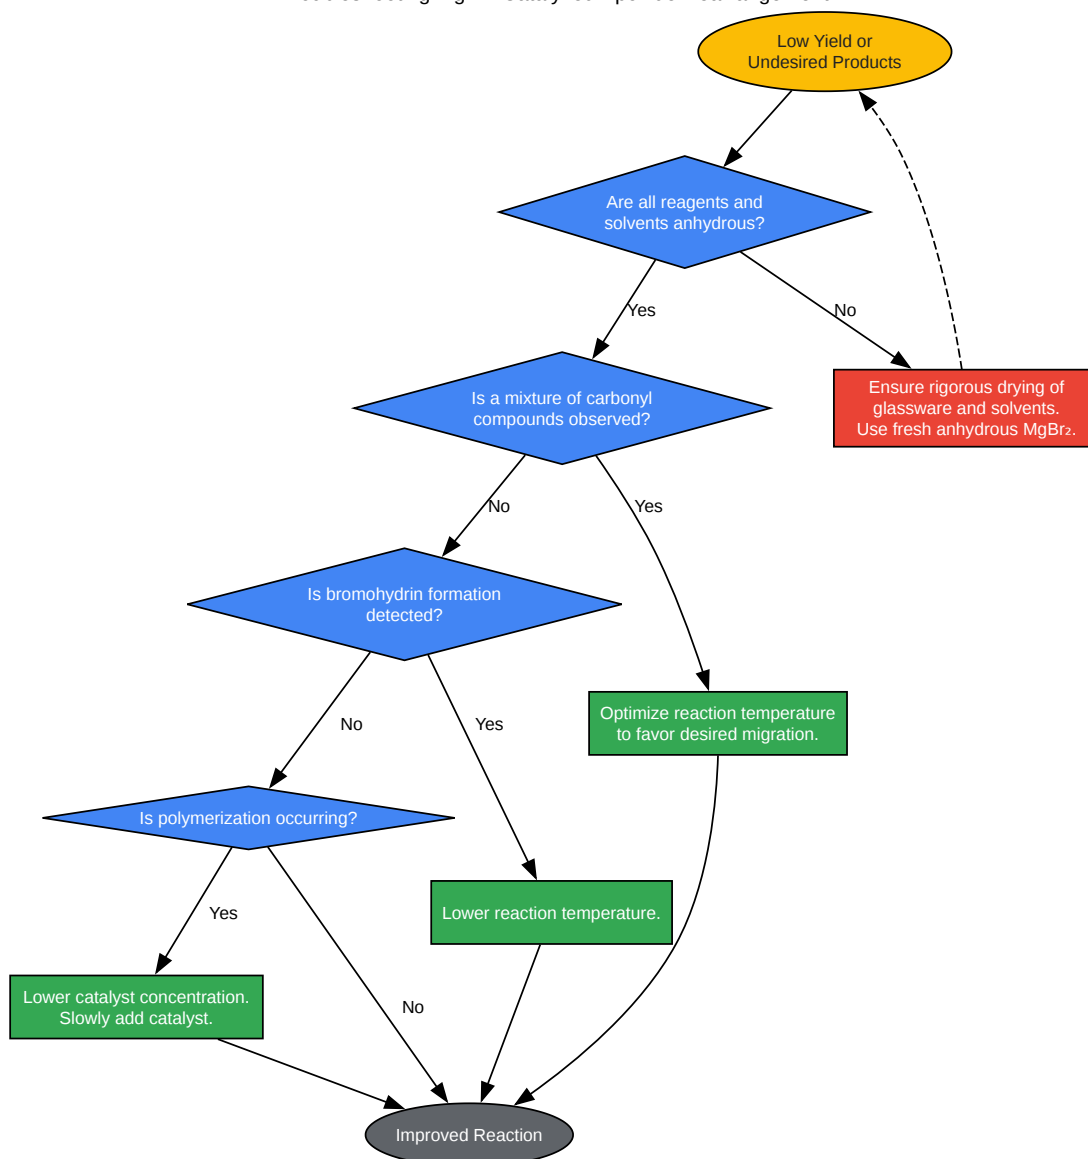 Low Yield or
Undesired Products
Are all reagents and
solvents anhydrous?
Yes
No
Is a mixture of carbonyl
compounds observed?
Ensure rigorous drying of
glassware and solvents.
Use fresh anhydrous MgBr₂.
No
Yes
Is bromohydrin formation
detected?
Optimize reaction temperature
to favor desired migration.
No
Yes
Is polymerization occurring?
Yes
Lower reaction temperature.
Lower catalyst concentration.
Slowly add catalyst.
No
Improved Reaction